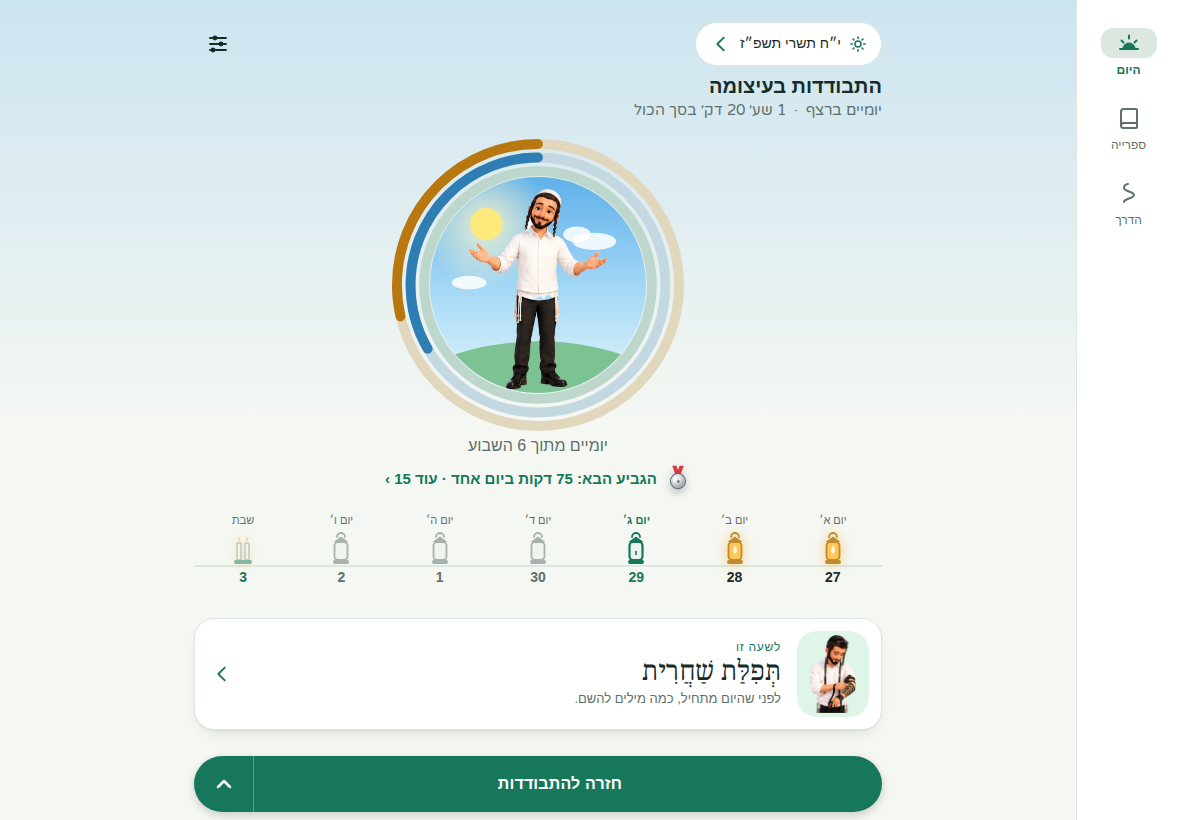 היום
ספרייה
הדרך
י״ח תשרי תשפ״ז
התבודדות בעיצומה
יומיים ברצף · 1 שע׳ 20 דק׳ בסך הכול
יומיים מתוך 6 השבוע
הגביע הבא: 75 דקות ביום אחד · עוד 15 ›
יום א׳ יום ב׳ יום ג׳ יום ד׳ יום ה׳ יום ו׳ שבת
27 28 29 30 1 2 3
לשעה זו
תְּפִלַּת שַׁחֲרִית
לפני שהיום מתחיל, כמה מילים להשם.
חזרה להתבודדות